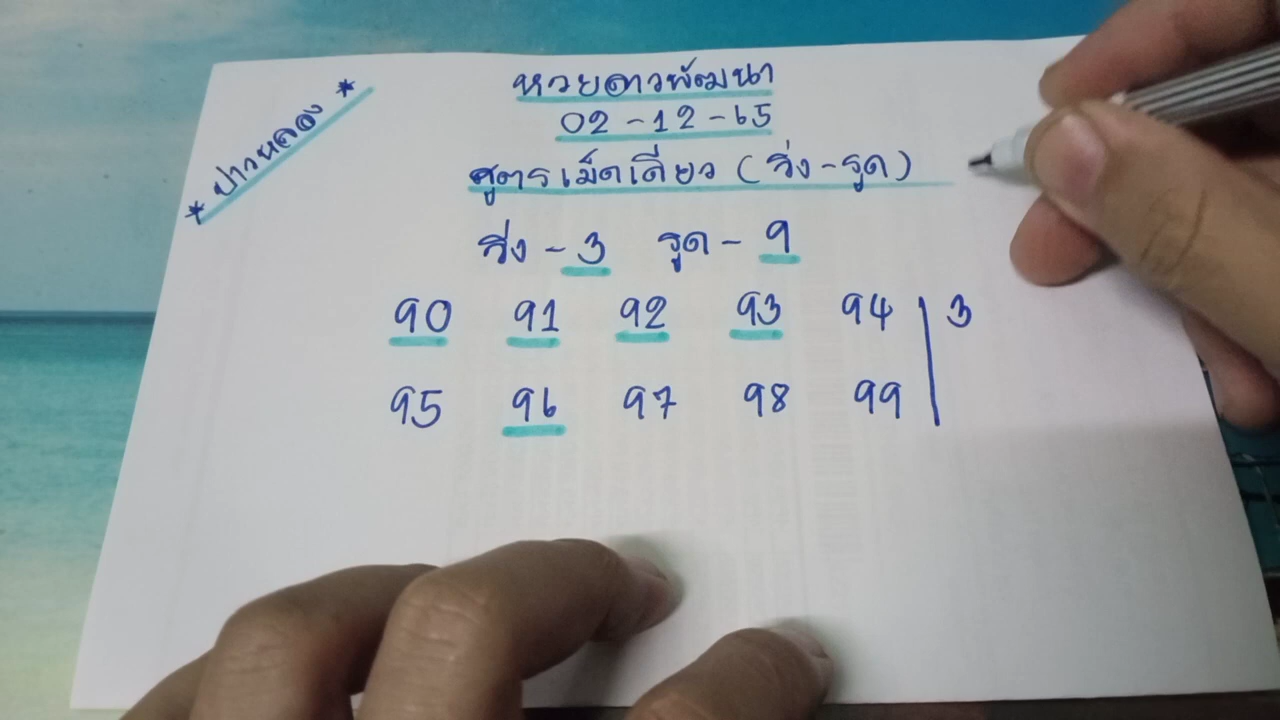 * ปาวหลวง *
หวยลาวพัฒนา
02-12-65
สูตรเม็ดเดียว (วิ่ง-รูด)
วิ่ง - 3 รูด - 9
90 91 92 93 94 | 3
95 96 97 98 99